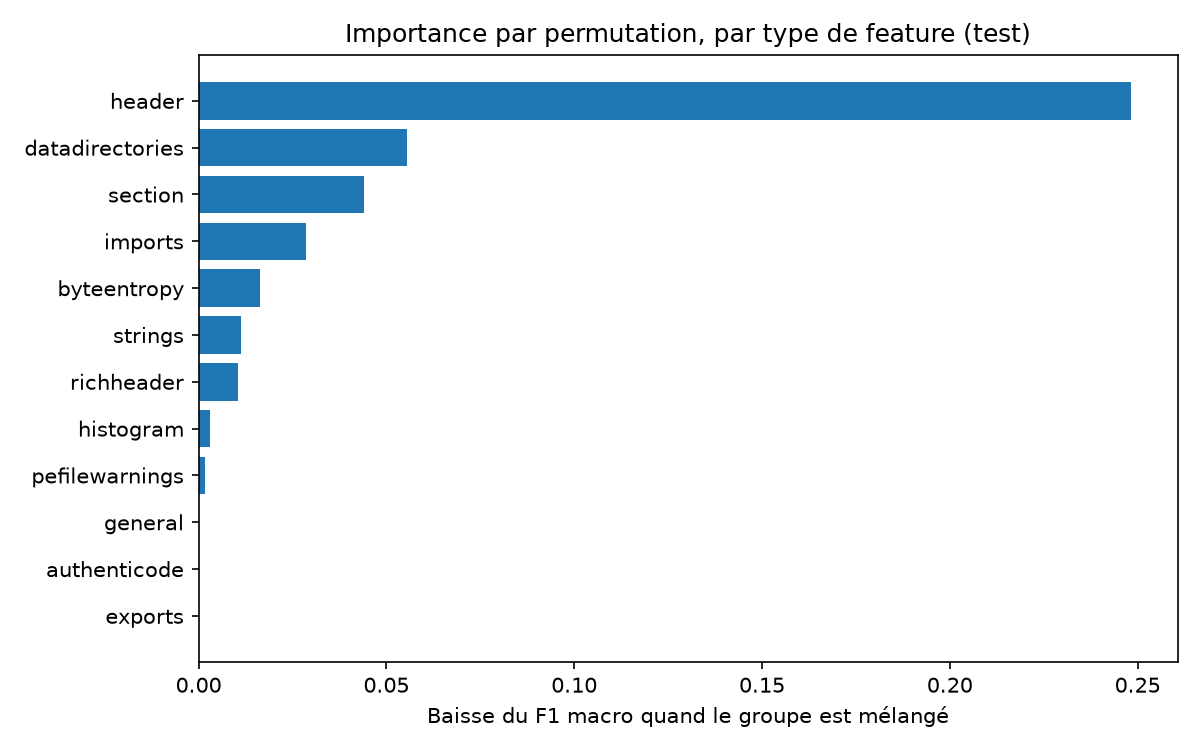 Importance par permutation, par type de feature (test)
header
datadirectories
section
imports
byteentropy
strings
richheader
histogram
pefilewarnings
general
authenticode
exports
0.00 0.05 0.10 0.15 0.20 0.25
Baisse du F1 macro quand le groupe est mélangé